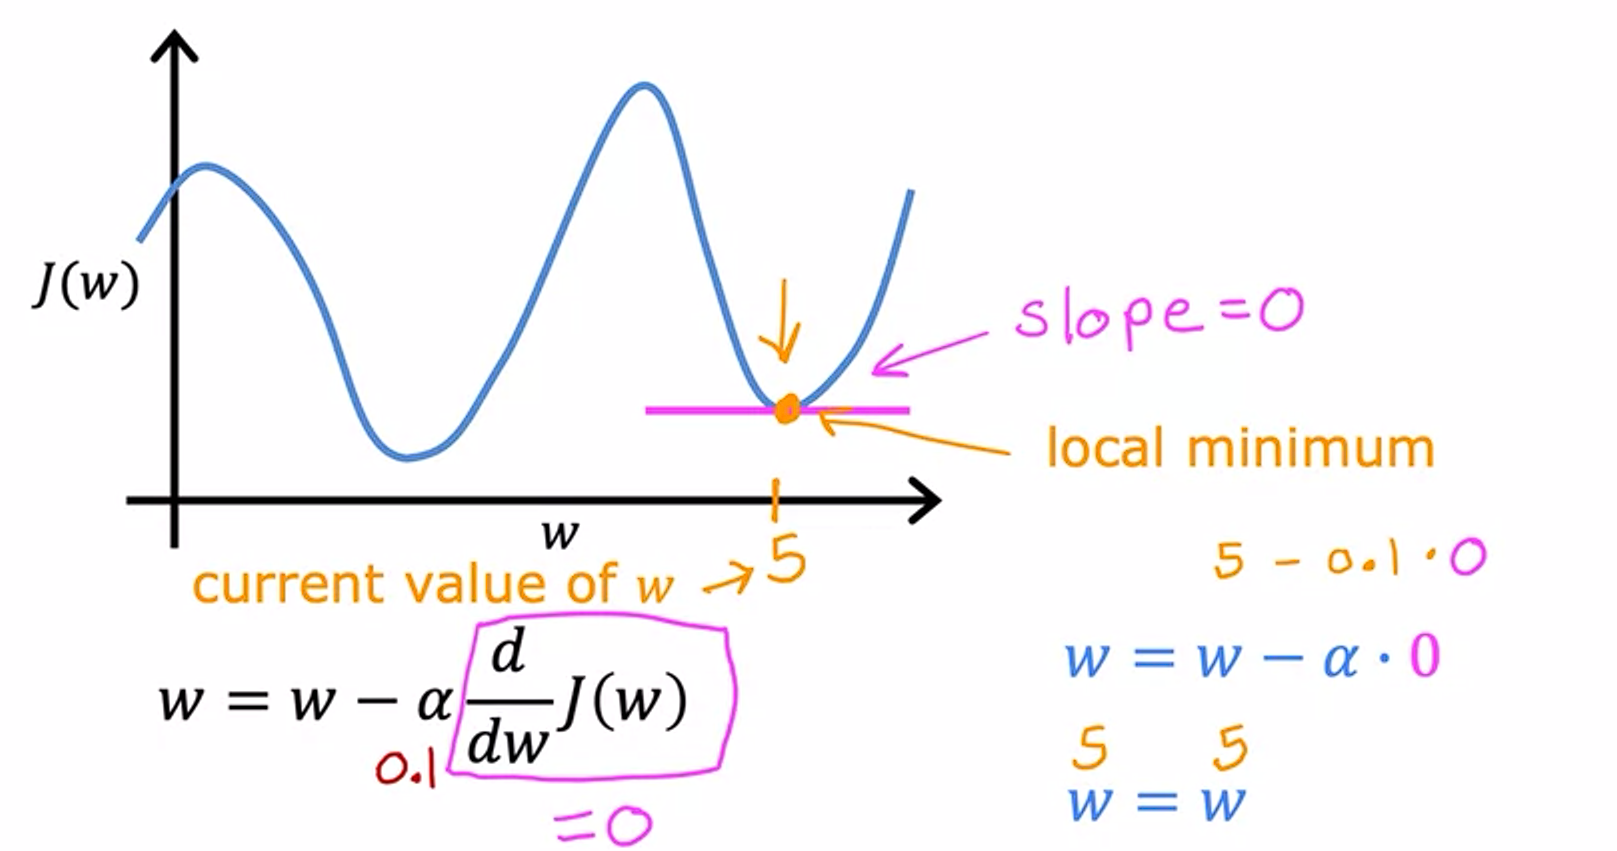 J(w)
slope = 0
local minimum
w
5
current value of w →
5 - 0.1 · 0
w = w − α d/dw J(w)
0.1
= 0
w = w − α · 0
5 5
w = w